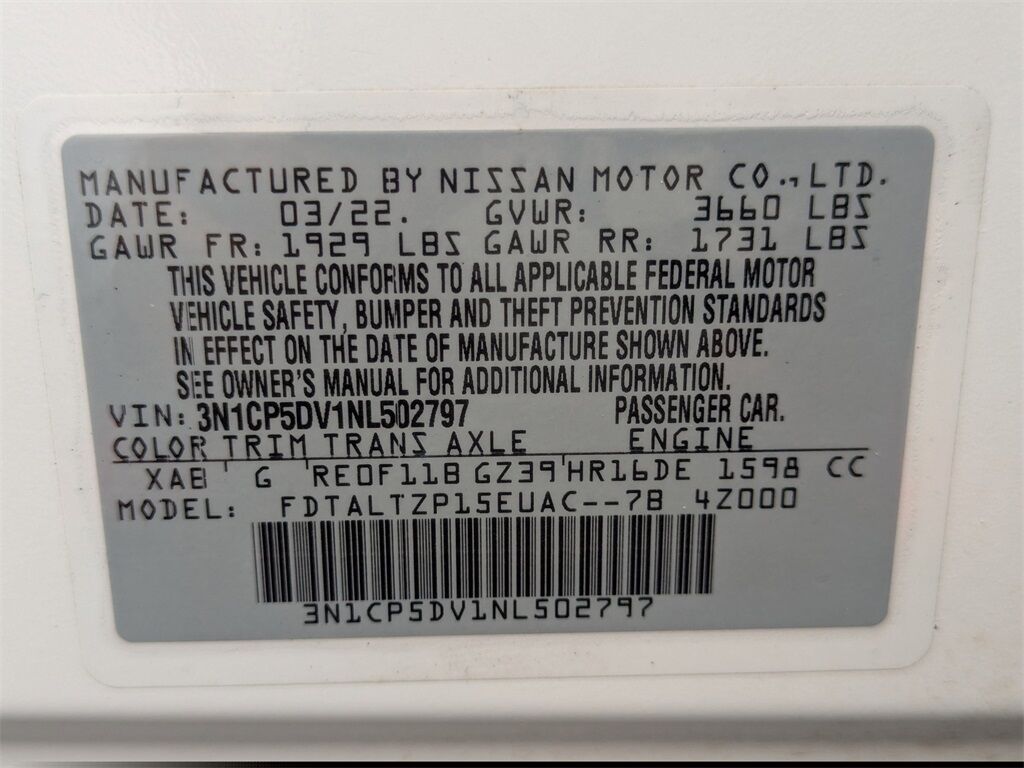 MANUFACTURED BY NISSAN MOTOR CO.,LTD.
DATE: 03/22. GVWR: 3660 LBS
GAWR FR: 1929 LBS GAWR RR: 1731 LBS
THIS VEHICLE CONFORMS TO ALL APPLICABLE FEDERAL MOTOR
VEHICLE SAFETY, BUMPER AND THEFT PREVENTION STANDARDS
IN EFFECT ON THE DATE OF MANUFACTURE SHOWN ABOVE.
SEE OWNER'S MANUAL FOR ADDITIONAL INFORMATION.
VIN: 3N1CP5DV1NL502797 PASSENGER CAR.
COLOR TRIM TRANS AXLE ENGINE
XAB ' G ' RE0F11B GZ39 ' HR16DE 1598 CC
MODEL: FDTALTZP15EUAC--7B 4Z000
3N1CP5DV1NL502797